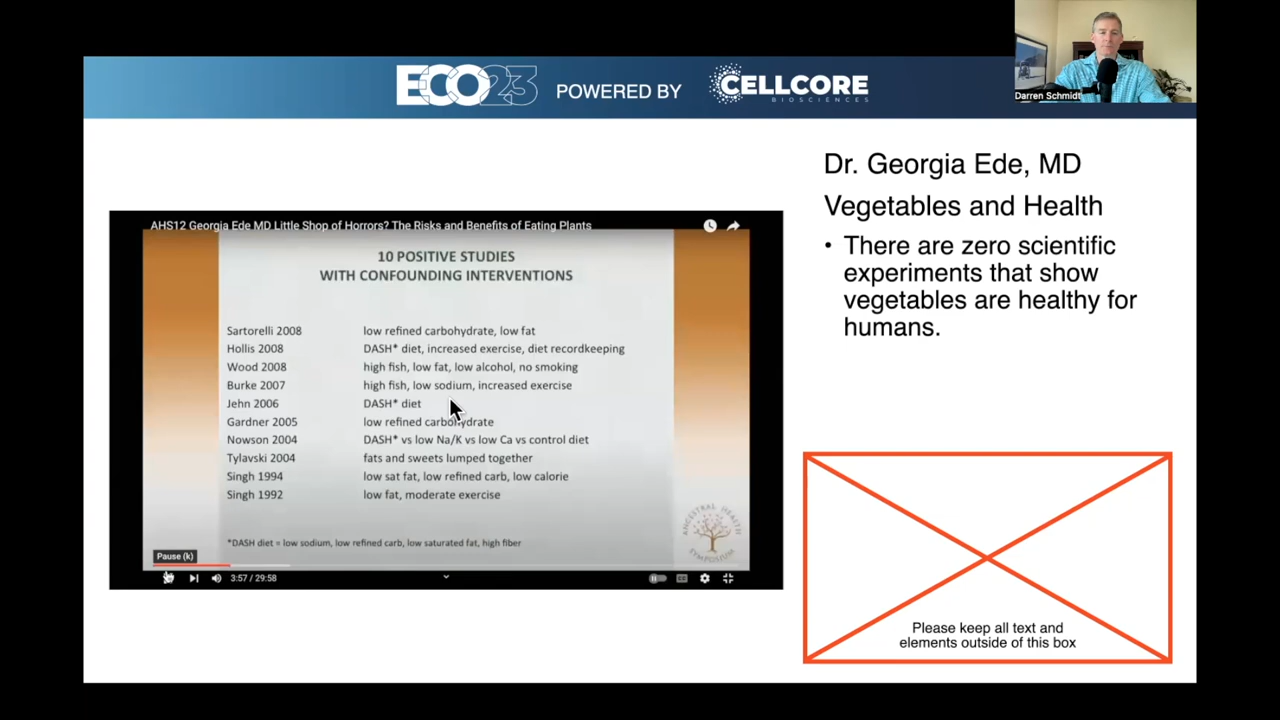 ECO23 POWERED BY CELLCORE
BIOSCIENCES
Darren Schmidt
Dr. Georgia Ede, MD
Vegetables and Health
• There are zero scientific
experiments that show
vegetables are healthy for
humans.
AHS12 Georgia Ede MD Little Shop of Horrors? The Risks and Benefits of Eating Plants
10 POSITIVE STUDIES
WITH CONFOUNDING INTERVENTIONS
Sartorelli 2008 low refined carbohydrate, low fat
Hollis 2008 DASH* diet, increased exercise, diet recordkeeping
Wood 2008 high fish, low fat, low alcohol, no smoking
Burke 2007 high fish, low sodium, increased exercise
Jehn 2006 DASH* diet
Gardner 2005 low refined carbohydrate
Nowson 2004 DASH* vs low Na/K vs low Ca vs control diet
Tylavski 2004 fats and sweets lumped together
Singh 1994 low sat fat, low refined carb, low calorie
Singh 1992 low fat, moderate exercise
*DASH diet = low sodium, low refined carb, low saturated fat, high fiber
ANCESTRAL HEALTH
SYMPOSIUM
Pause (k)
3:57 / 29:58
Please keep all text and
elements outside of this box